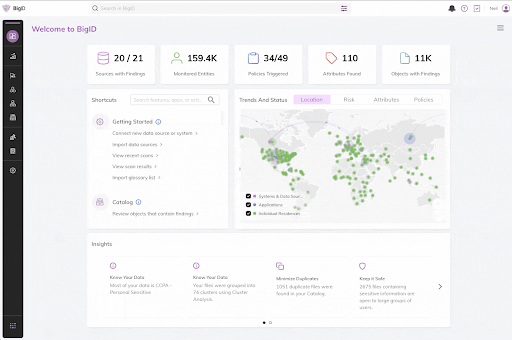 BigID
Search in BigID
Neil
Welcome to BigID
20 / 21
Sources with Findings
159.4K
Monitored Entities
34/49
Policies Triggered
110
Attributes Found
11K
Objects with Findings
Shortcuts
Search features, apps, or acti...
Getting Started
Connect new data source or system >
Import data sources >
View recent scans >
View scan results >
Import glossary list >
Catalog
Review objects that contain findings >
Trends And Status
Location
Risk
Attributes
Policies
Systems & Data Sour...
Applications
Individual Residences
Insights
Know Your Data
Most of your data is CCPA -
Personal Sensitive
Know Your Data
Your files were grouped into
74 clusters using Cluster
Analysis.
Minimize Duplicates
1651 duplicate files were
found in your Catalog.
Keep it Safe
2675 files containing
sensitive information are
open to large groups of
users.